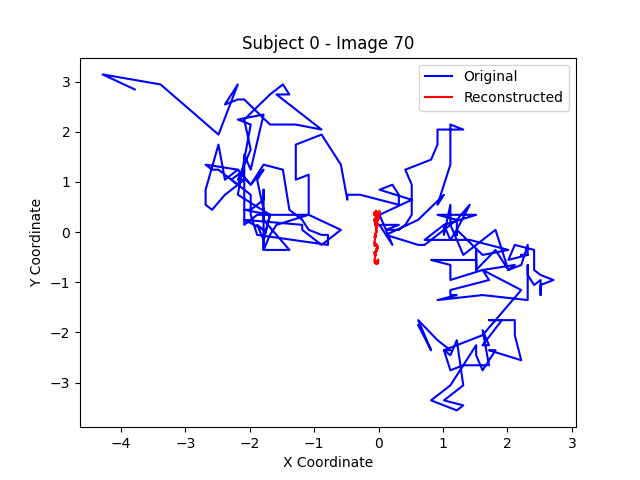 Subject 0 - Image 70
Original
Reconstructed
3
2
1
0
−1
−2
−3
Y Coordinate
−4 −3 −2 −1 0 1 2 3
X Coordinate